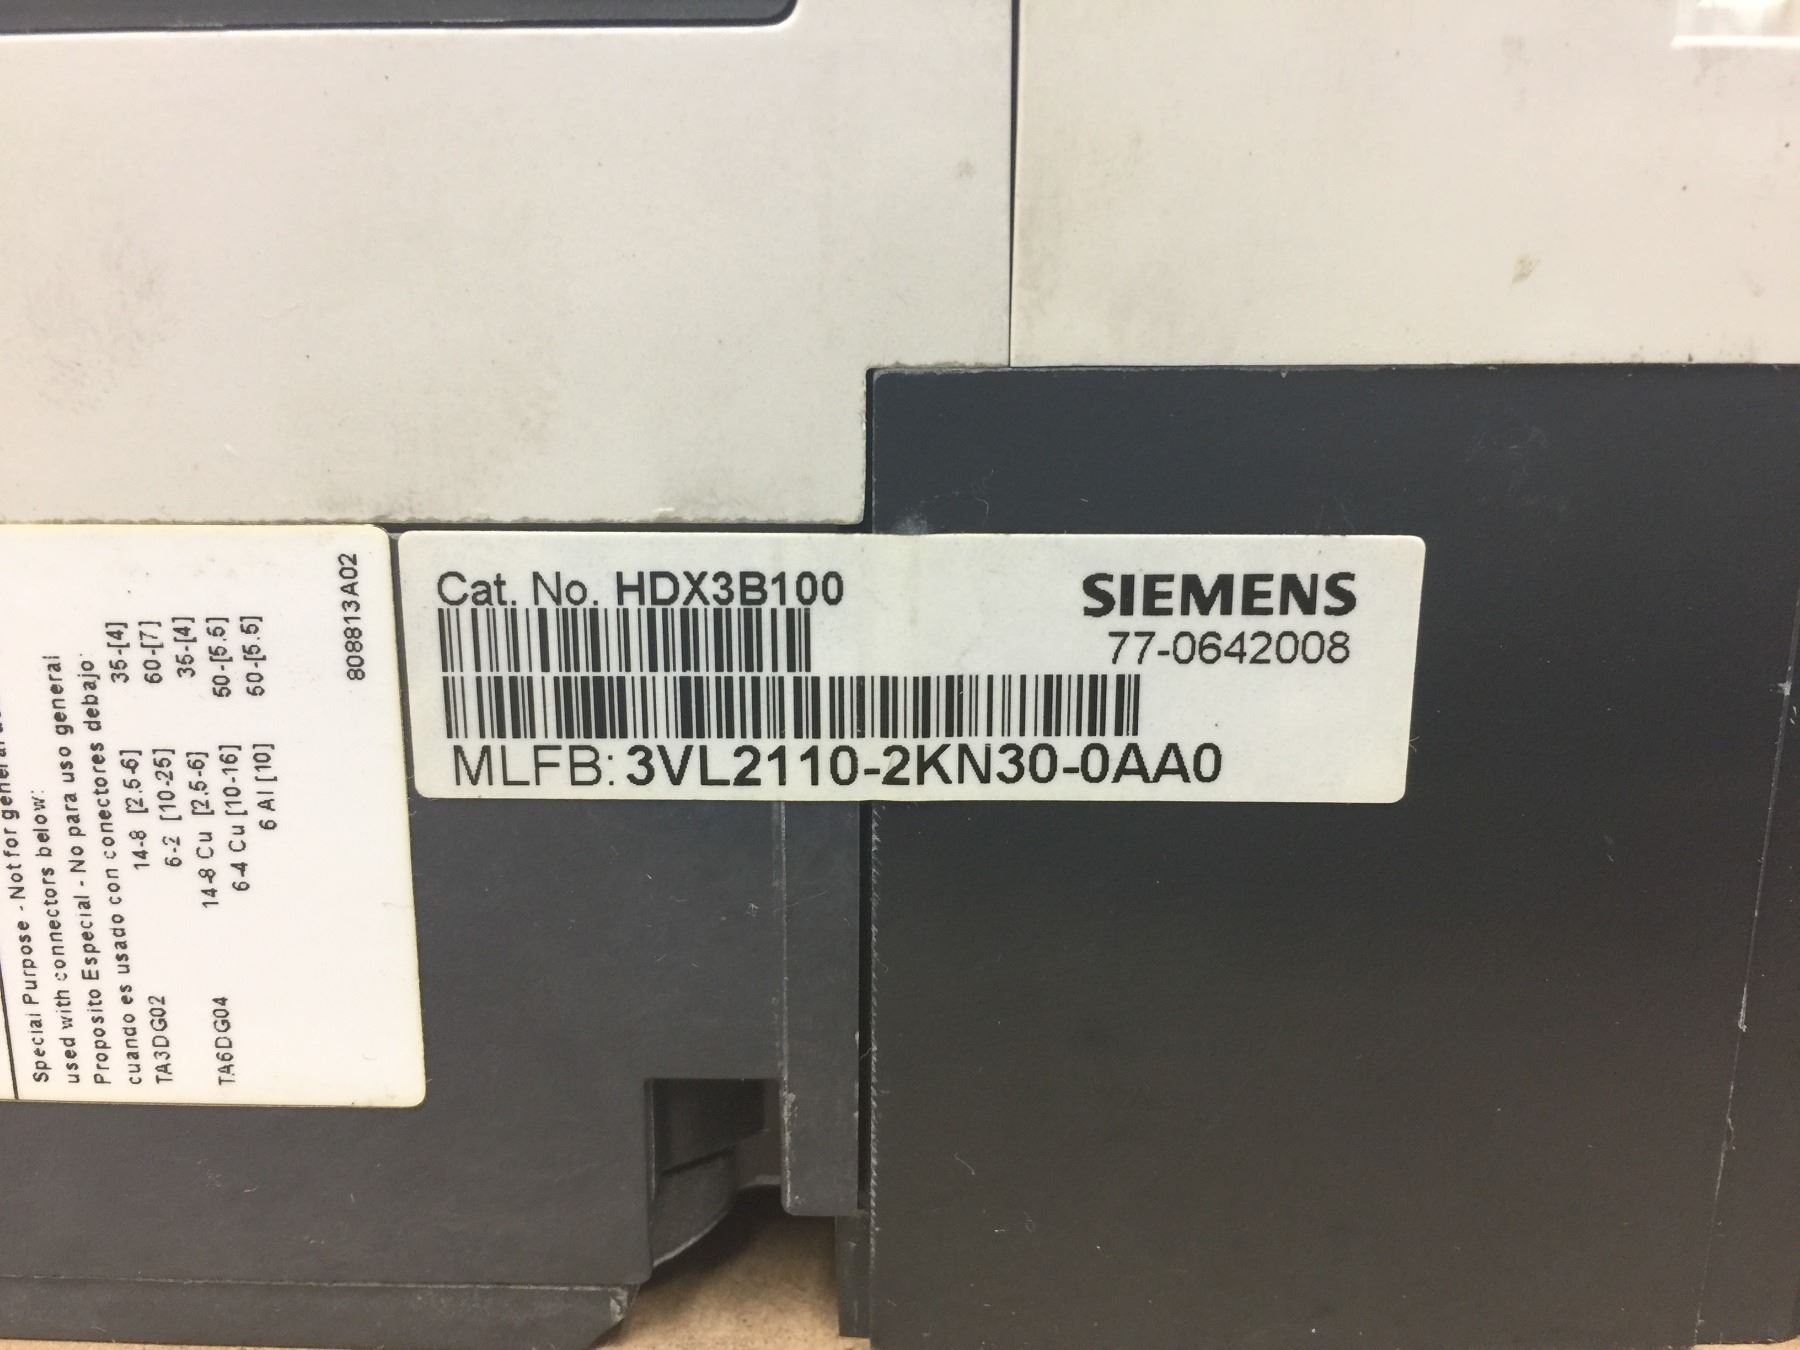 Cat. No. HDX3B100
SIEMENS
77-0642008
MLFB: 3VL2110-2KN30-0AA0
Special Purpose - Not for general
used with connectors below:
Proposito Especial - No para uso general
cuando es usado con conectores debajo:
TA3DG02 14-8 [2.5-6] 35-[4]
6-2 [10-25] 60-[7]
TA6DG04 14-8 Cu [2.5-6] 35-[4]
6-4 Cu [10-16] 50-[5.5]
6 Al [10] 50-[5.5]
808813A02